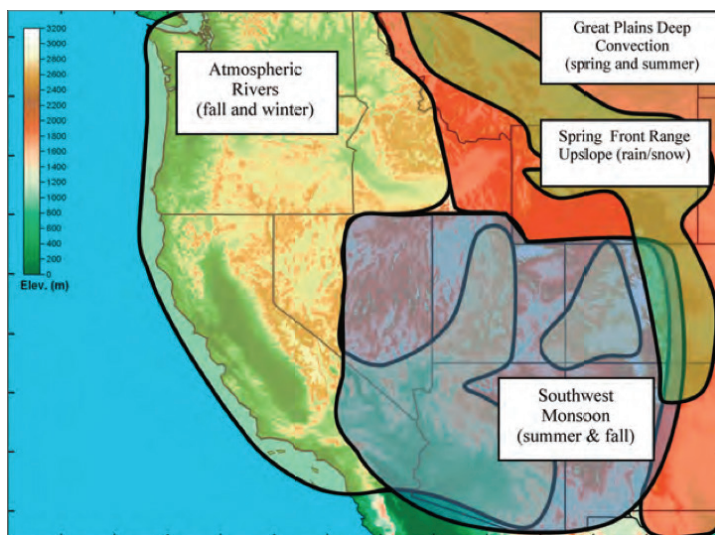 3200
2800
2600
2400
2200
2000
1800
1600
1400
1200
1000
800
600
400
200
0
Elev. (m)
Atmospheric
Rivers
(fall and winter)
Great Plains Deep
Convection
(spring and summer)
Spring Front Range
Upslope (rain/snow)
Southwest
Monsoon
(summer & fall)